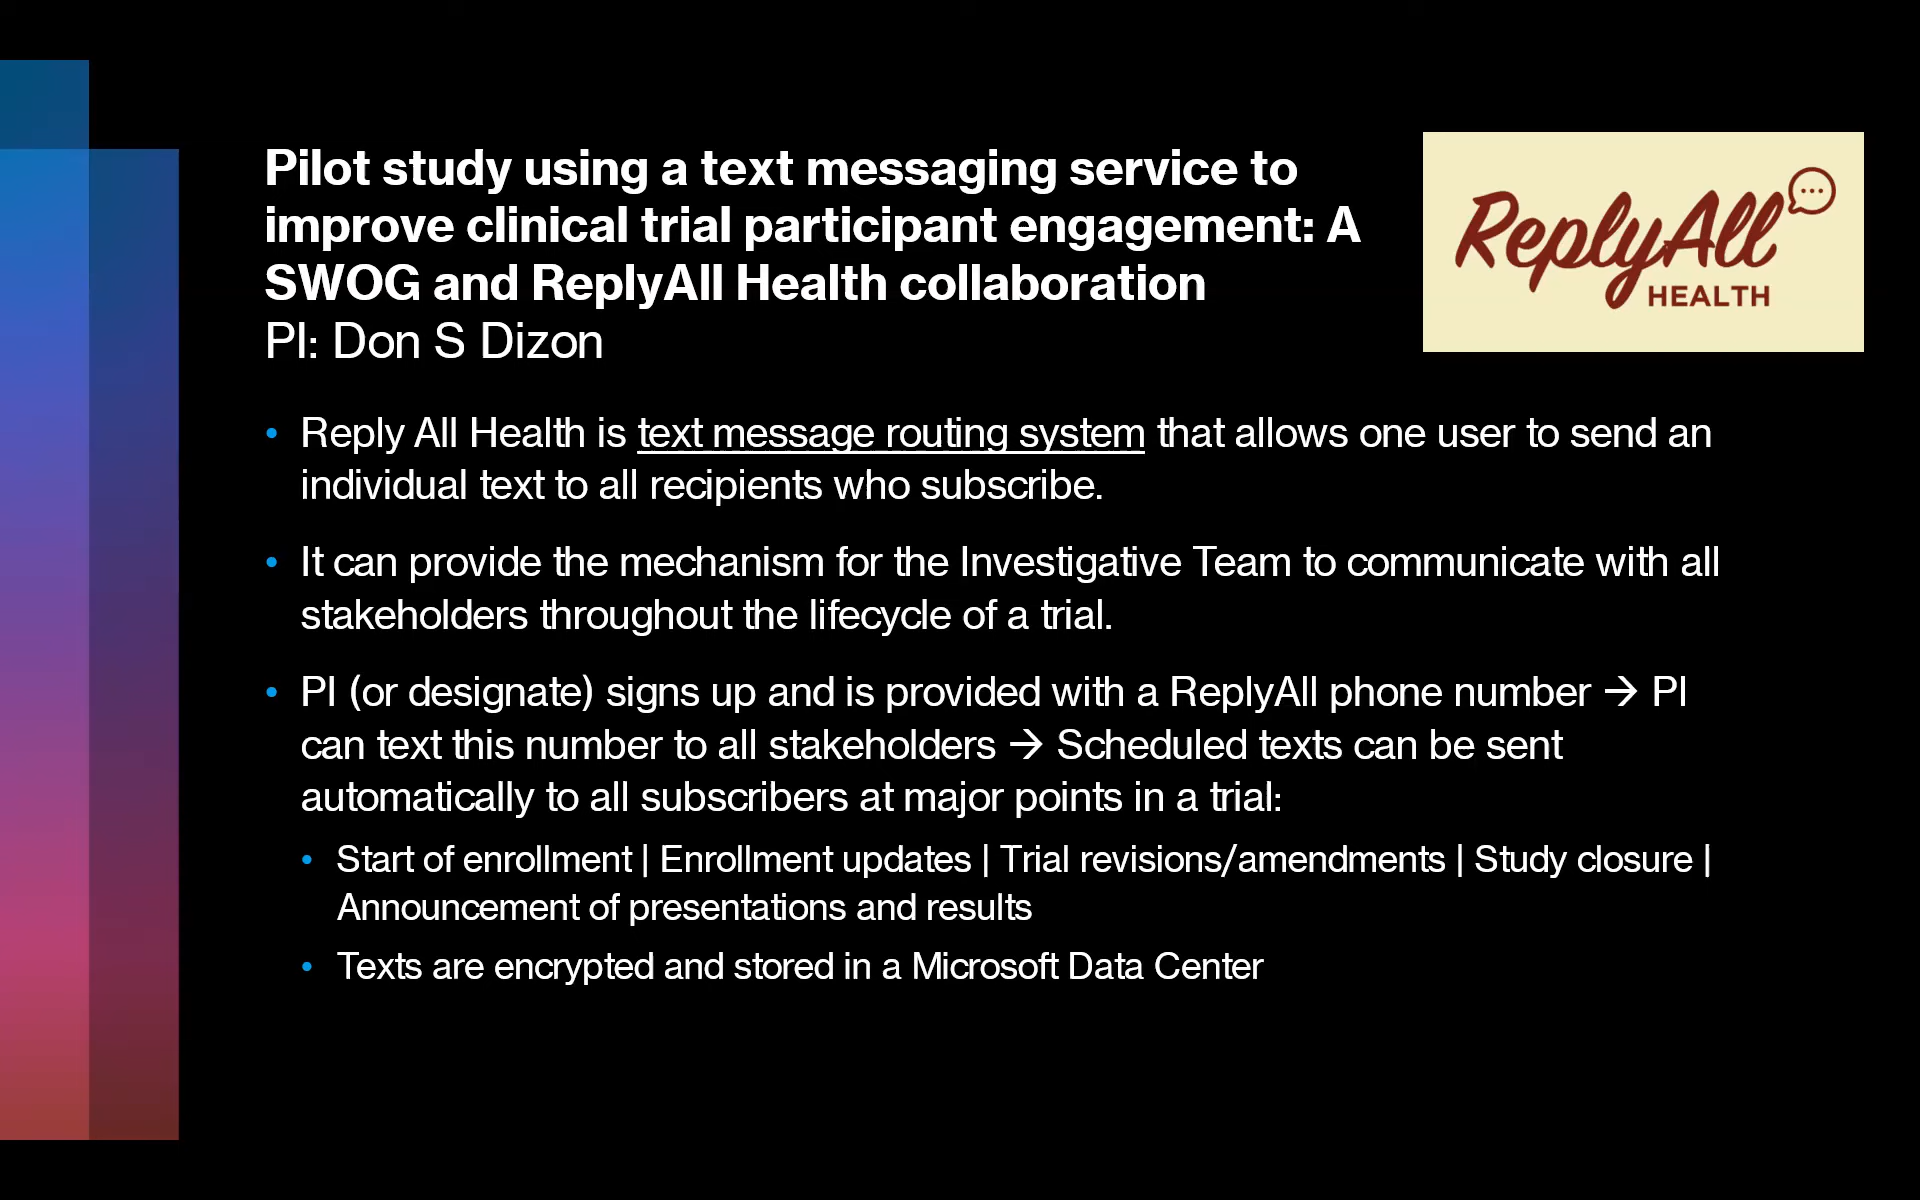 Pilot study using a text messaging service to
improve clinical trial participant engagement: A
SWOG and ReplyAll Health collaboration
PI: Don S Dizon
ReplyAll
HEALTH
• Reply All Health is text message routing system that allows one user to send an
individual text to all recipients who subscribe.
• It can provide the mechanism for the Investigative Team to communicate with all
stakeholders throughout the lifecycle of a trial.
• PI (or designate) signs up and is provided with a ReplyAll phone number → PI
can text this number to all stakeholders → Scheduled texts can be sent
automatically to all subscribers at major points in a trial:
• Start of enrollment | Enrollment updates | Trial revisions/amendments | Study closure |
Announcement of presentations and results
• Texts are encrypted and stored in a Microsoft Data Center